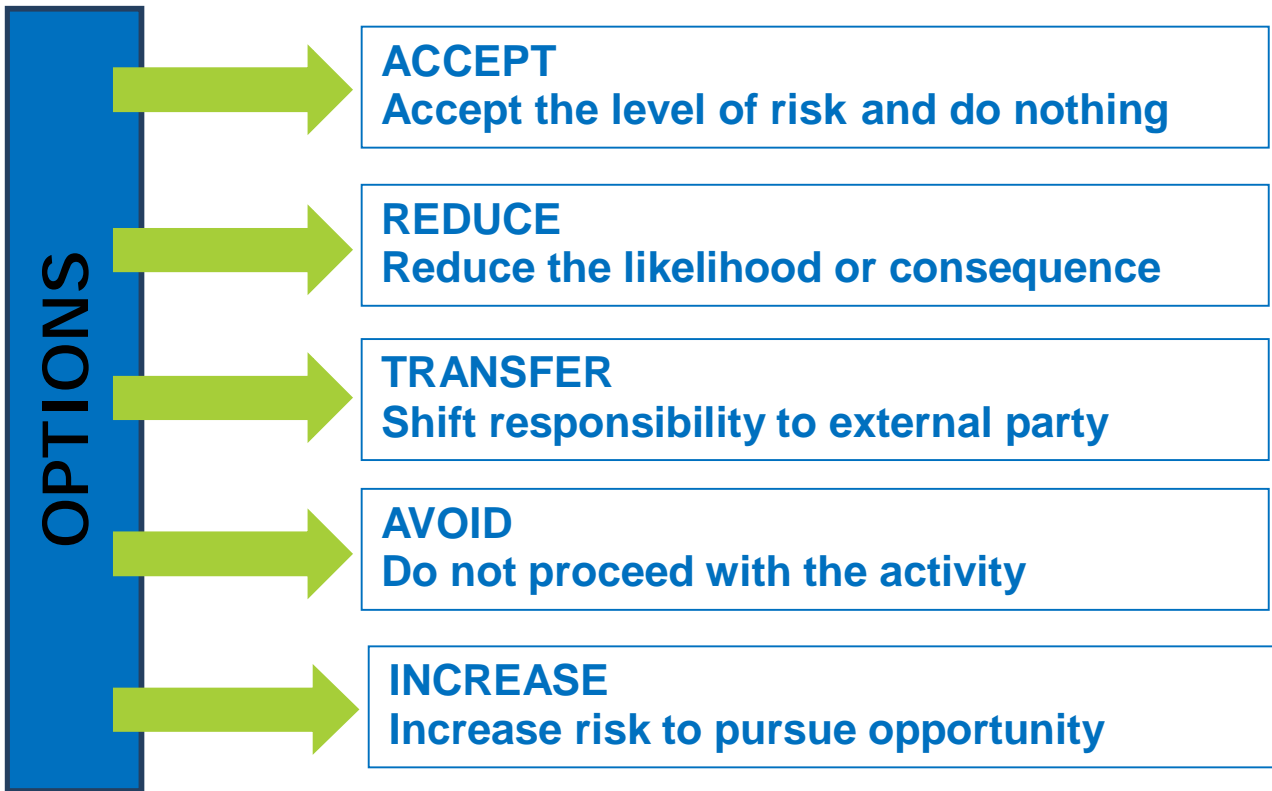 OPTIONS
ACCEPT
Accept the level of risk and do nothing
REDUCE
Reduce the likelihood or consequence
TRANSFER
Shift responsibility to external party
AVOID
Do not proceed with the activity
INCREASE
Increase risk to pursue opportunity